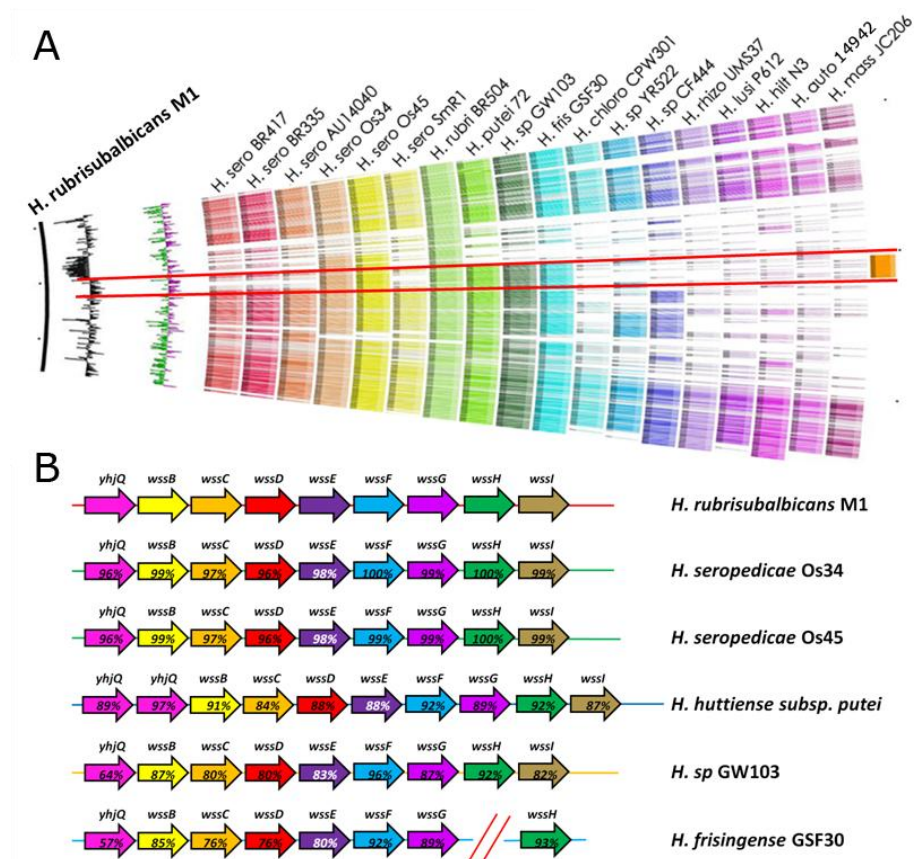 A
H. rubrisubalbicans M1
H. sero BR417
H. sero BR335
H. sero AU14040
H. sero Os34
H. sero Os45
H. sero SmR1
H. rubri BR504
H. putei 72
H. sp GW103
H. fris GSF30
H. chloro CPW301
H. sp YR522
H. sp CF444
H. rhizo UMS37
H. lusi P612
H. hilt N3
H. auto 14942
H. mass JC206
B
yhjQ wssB wssC wssD wssE wssF wssG wssH wssI
H. rubrisubalbicans M1
yhjQ wssB wssC wssD wssE wssF wssG wssH wssI
96% 99% 97% 96% 98% 100% 99% 100% 99% H. seropedicae Os34
yhjQ wssB wssC wssD wssE wssF wssG wssH wssI
96% 99% 97% 96% 98% 99% 99% 100% 99% H. seropedicae Os45
yhjQ yhjQ wssB wssC wssD wssE wssF wssG wssH wssI
89% 97% 91% 84% 88% 88% 92% 89% 92% 87% H. huttiense subsp. putei
yhjQ wssB wssC wssD wssE wssF wssG wssH wssI
64% 87% 80% 80% 83% 96% 87% 92% 82% H. sp GW103
yhjQ wssB wssC wssD wssE wssF wssG wssH
57% 85% 76% 76% 80% 92% 89% 93% H. frisingense GSF30